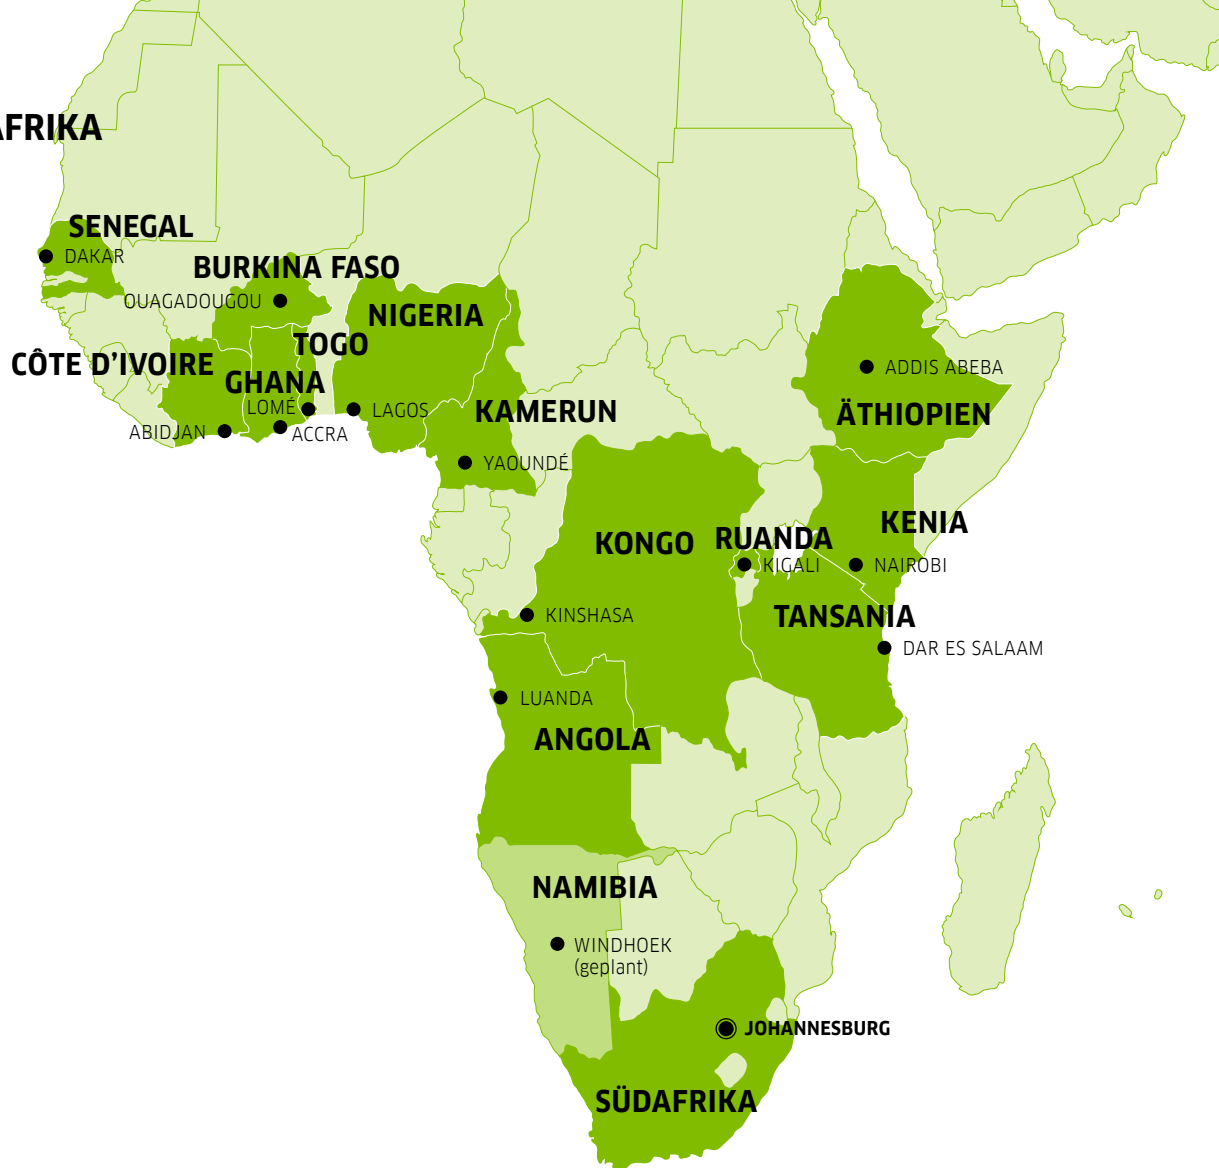 AFRIKA
SENEGAL
DAKAR
BURKINA FASO
OUAGADOUGOU
NIGERIA
TOGO
CÔTE D’IVOIRE
GHANA
LOMÉ
LAGOS
ABIDJAN
ACCRA
KAMERUN
YAOUNDÉ
ADDIS ABEBA
ÄTHIOPIEN
KENIA
KONGO
RUANDA
KIGALI
NAIROBI
KINSHASA
TANSANIA
DAR ES SALAAM
LUANDA
ANGOLA
NAMIBIA
WINDHOEK
(geplant)
JOHANNESBURG
SÜDAFRIKA